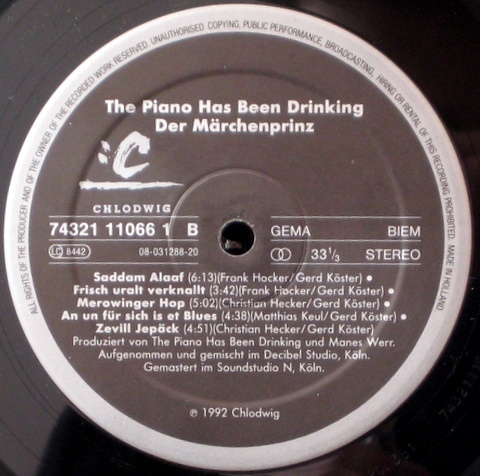 ALL RIGHTS OF THE PRODUCER AND OF THE OWNER OF THE RECORDED WORK RESERVED. UNAUTHORISED COPYING, PUBLIC PERFORMANCE, BROADCASTING, HIRING OR RENTAL OF THIS RECORDING PROHIBITED. MADE IN HOLLAND
The Piano Has Been Drinking
Der Märchenprinz
:C
CHLODWIG
74321 11066 1 B GEMA BIEM
LC 8442 08-031288-20 33 1/3 STEREO
Saddam Alaaf (6:13)(Frank Hocker/Gerd Köster) •
Frisch uralt verknallt (3:42)(Frank Hocker/Gerd Köster) •
Merowinger Hop (5:02)(Christian Hecker/Gerd Köster) •
An un für sich is et Blues (4:38)(Matthias Keul/Gerd Köster) •
Zevill Jepäck (4:51)(Christian Hecker/Gerd Köster)
Produziert von The Piano Has Been Drinking und Manes Werr.
Aufgenommen und gemischt im Decibel Studio, Köln.
Gemastert im Soundstudio N, Köln.
℗ 1992 Chlodwig